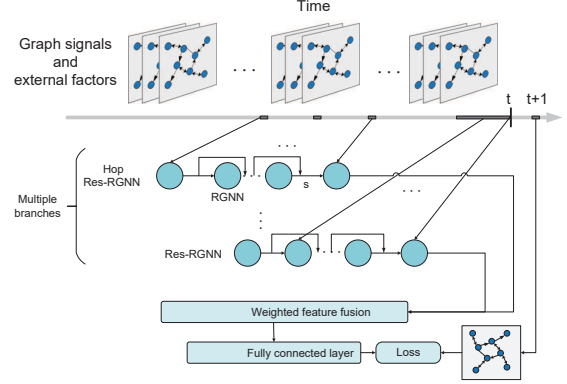 Time
Graph signals
and
external factors
t
t+1
Hop
Res-RGNN
Multiple
branches
RGNN
s
Res-RGNN
Weighted feature fusion
Fully connected layer
Loss